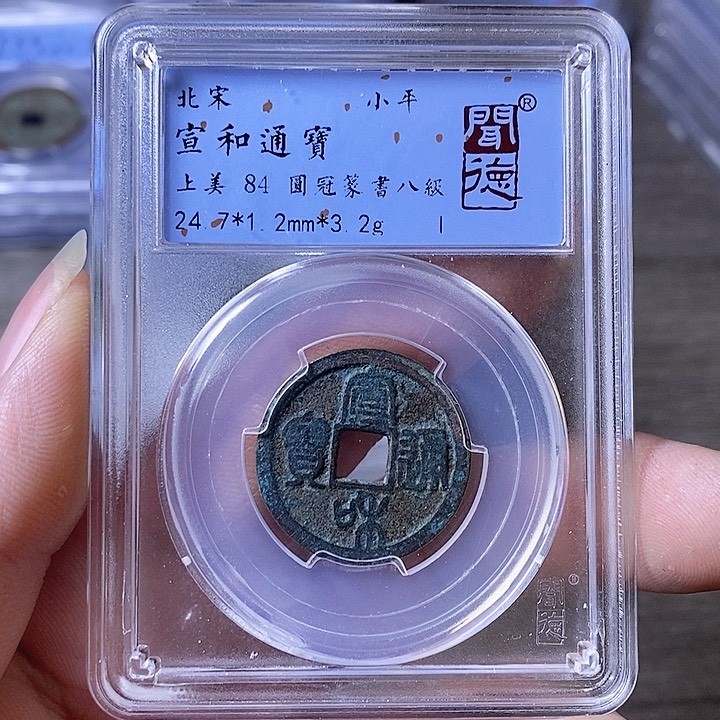 北宋 小平
宣和通寶
上美 84 圓冠篆書八級
24.7*1.2mm*3.2g I
聞德®
宣和通寶
聞德®